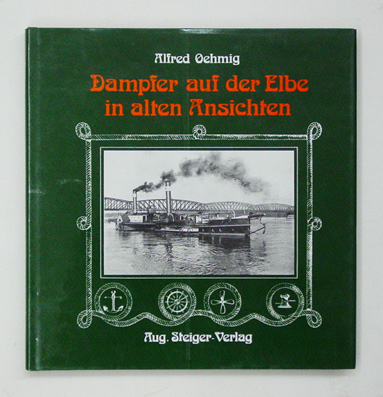 Alfred Oehmig
Dampfer auf der Elbe
in alten Ansichten
Aug. Steiger-Verlag